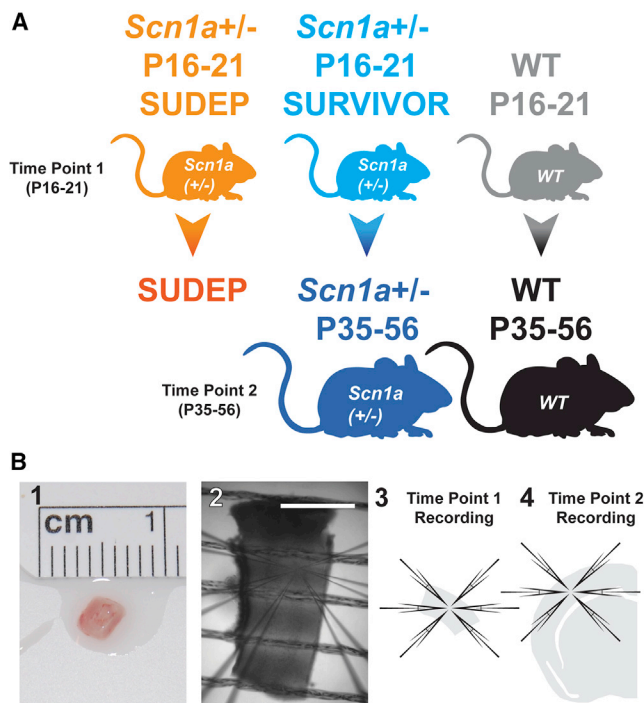 A
Scn1a+/-
P16-21
SUDEP
Scn1a+/-
P16-21
SURVIVOR
WT
P16-21
Time Point 1
(P16-21)
Scn1a
(+/-)
Scn1a
(+/-)
WT
SUDEP
Scn1a+/-
P35-56
WT
P35-56
Time Point 2
(P35-56)
Scn1a
(+/-)
WT
B
1
cm 1
2
3 Time Point 1
Recording
4 Time Point 2
Recording